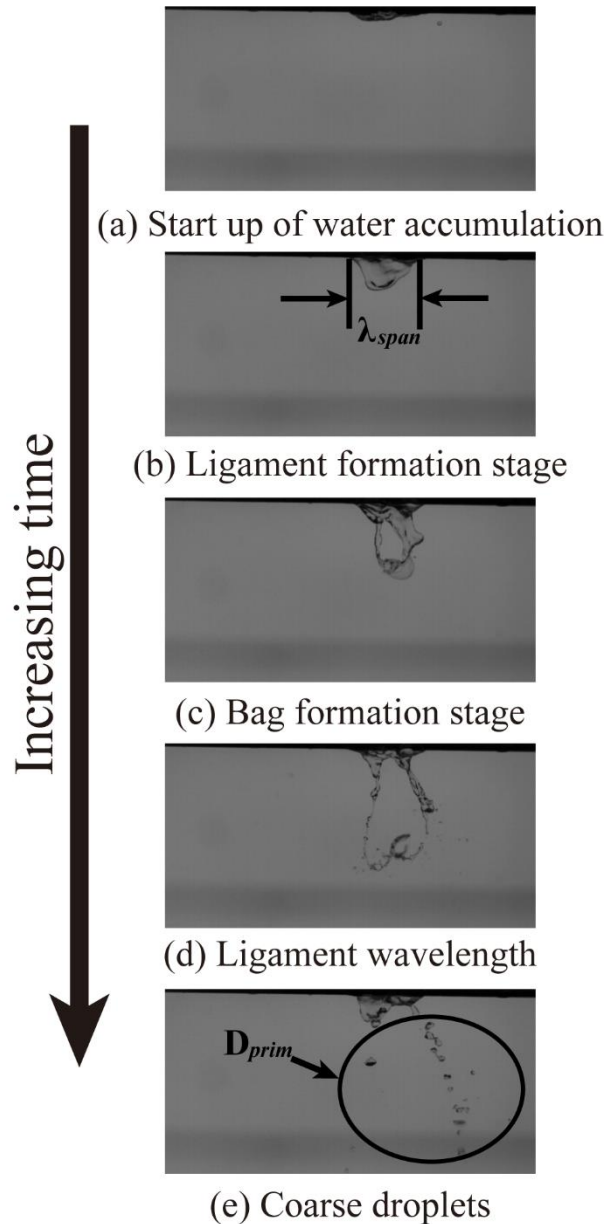 Increasing time
(a) Start up of water accumulation
λspan
(b) Ligament formation stage
(c) Bag formation stage
(d) Ligament wavelength
Dprim
(e) Coarse droplets